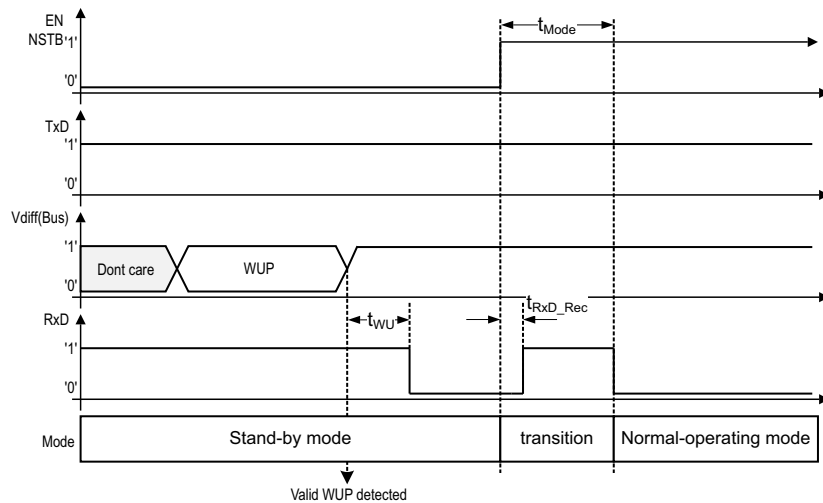 EN
NSTB
'1'
'0'
tMode
TxD
'1'
'0'
Vdiff(Bus)
'1'
'0'
Dont care
WUP
RxD
'1'
'0'
tWU
tRxD_Rec
Mode
Stand-by mode
transition
Normal-operating mode
Valid WUP detected